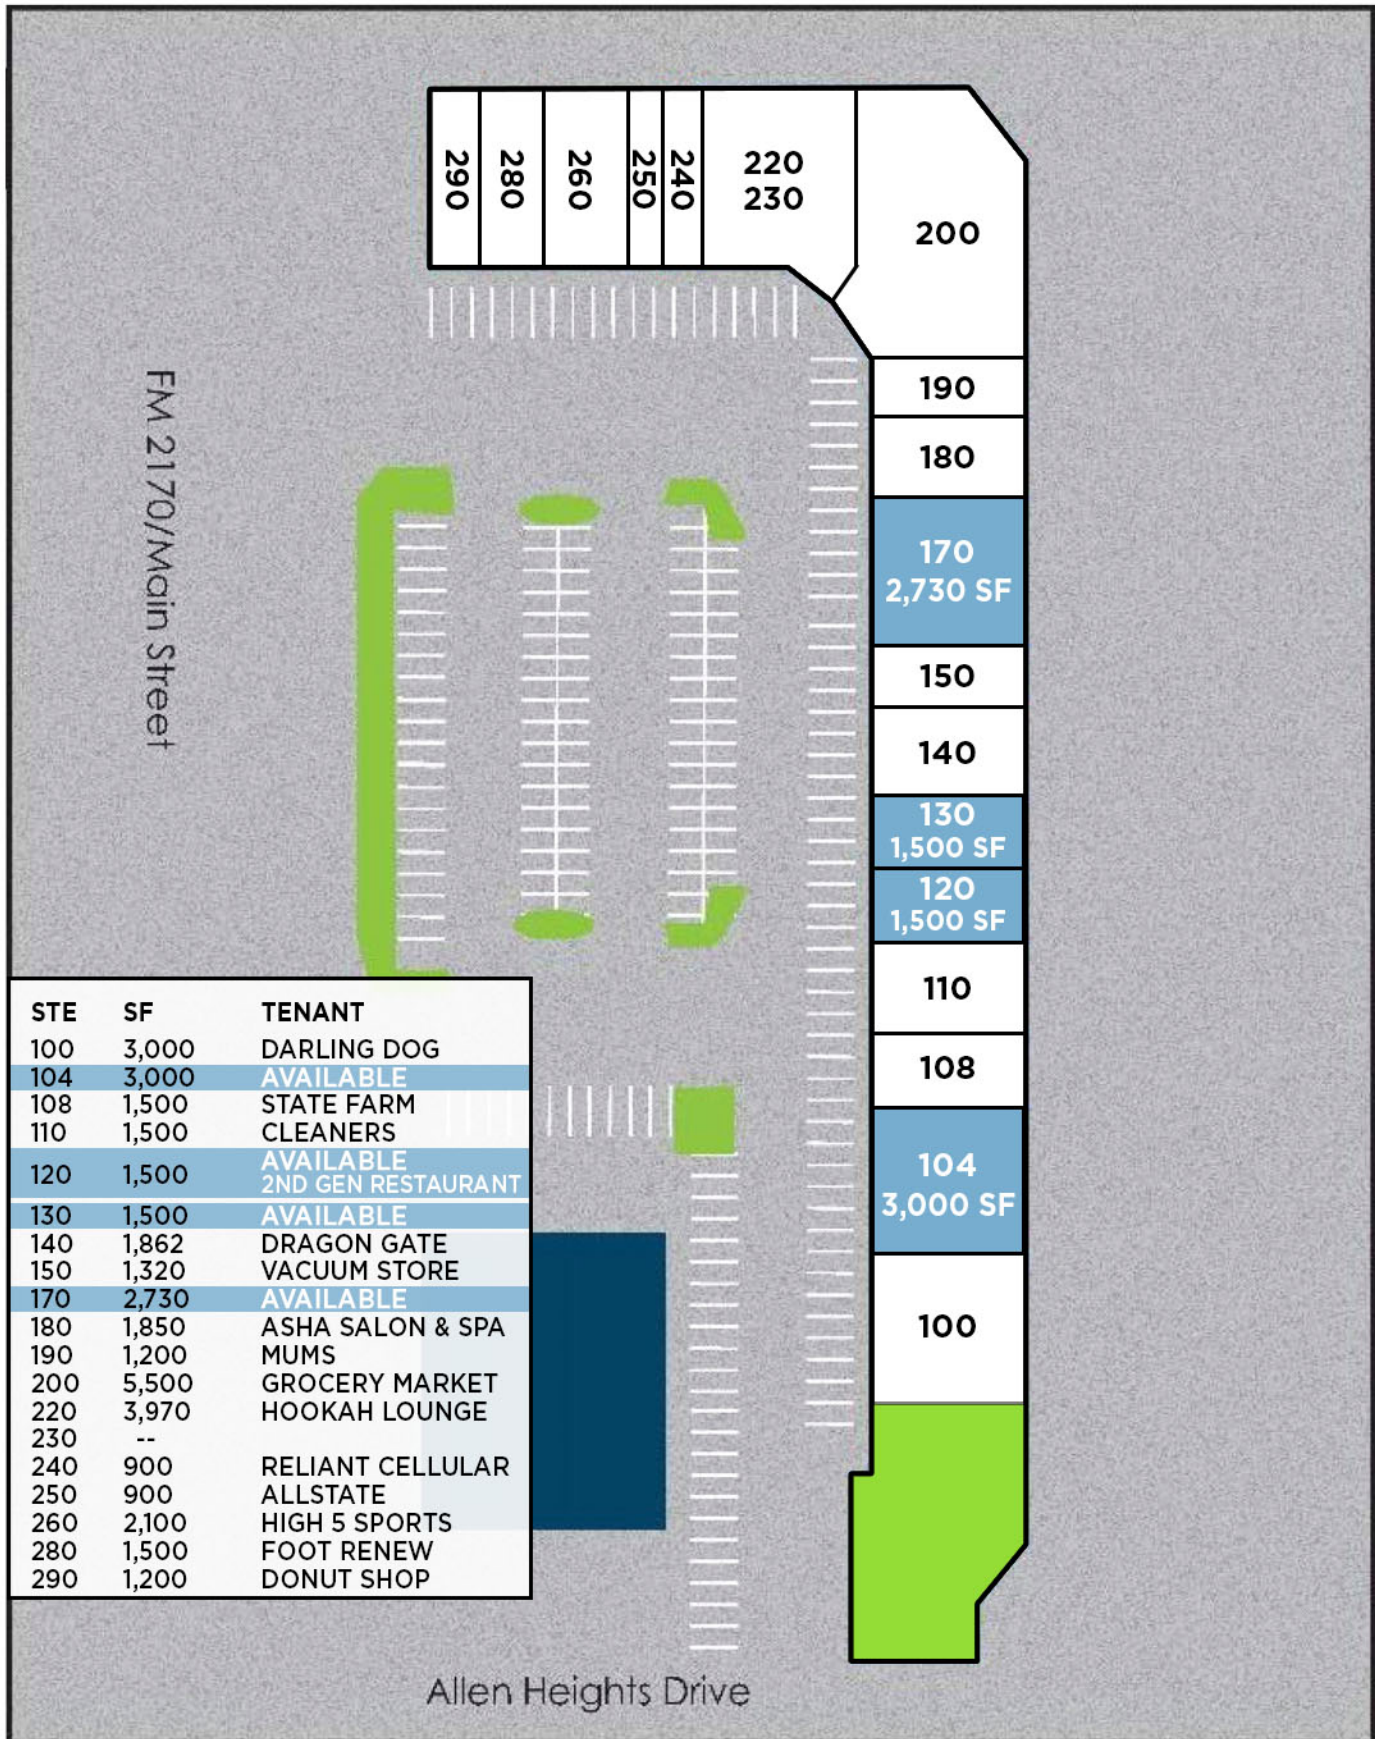 290
280
260
250
240
220
230
200
190
180
170
2,730 SF
150
140
130
1,500 SF
120
1,500 SF
110
108
104
3,000 SF
100
FM 2170/Main Street
STE SF TENANT
100 3,000 DARLING DOG
104 3,000 AVAILABLE
108 1,500 STATE FARM
110 1,500 CLEANERS
120 1,500 AVAILABLE
2ND GEN RESTAURANT
130 1,500 AVAILABLE
140 1,862 DRAGON GATE
150 1,320 VACUUM STORE
170 2,730 AVAILABLE
180 1,850 ASHA SALON & SPA
190 1,200 MUMS
200 5,500 GROCERY MARKET
220 3,970 HOOKAH LOUNGE
230 --
240 900 RELIANT CELLULAR
250 900 ALLSTATE
260 2,100 HIGH 5 SPORTS
280 1,500 FOOT RENEW
290 1,200 DONUT SHOP
Allen Heights Drive